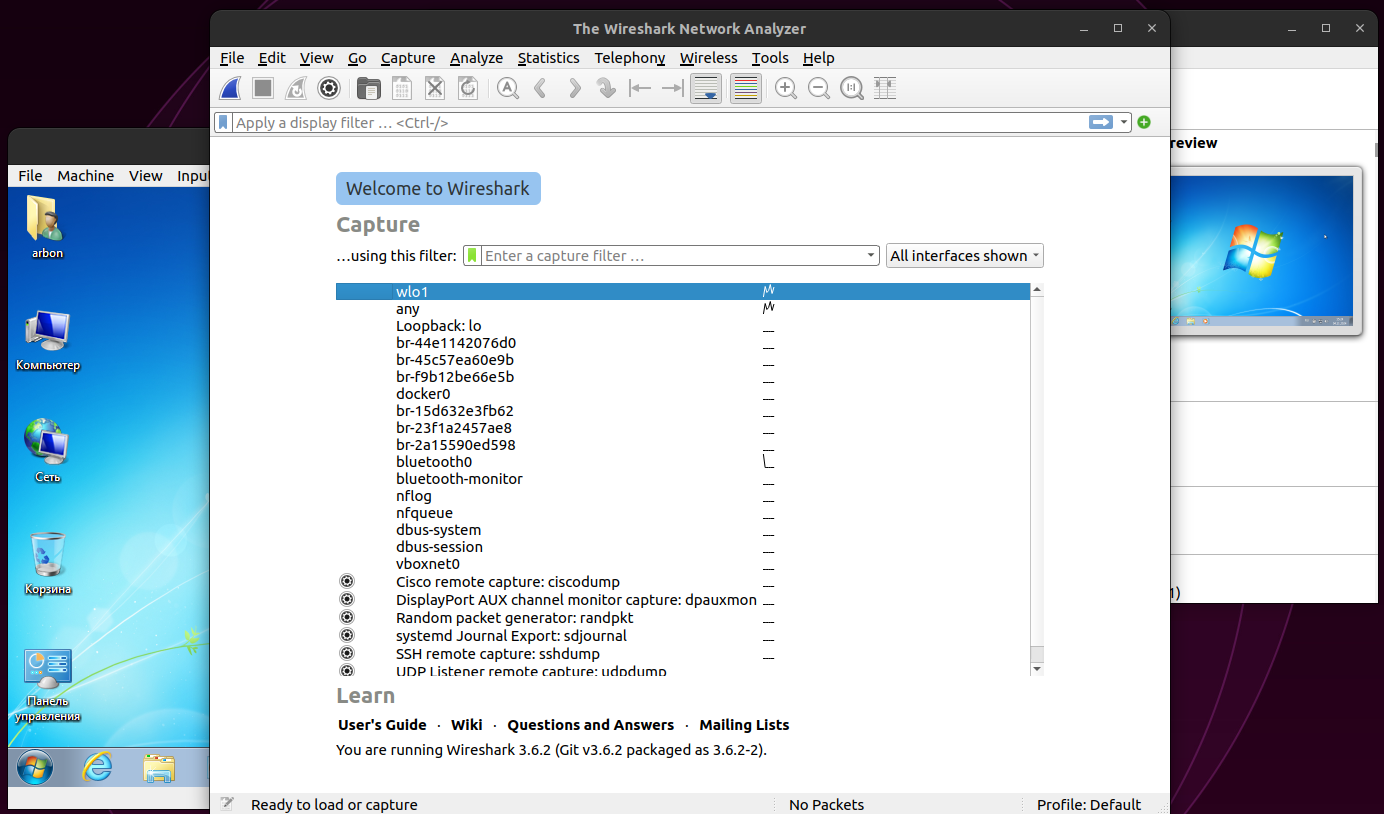 The Wireshark Network Analyzer
File Edit View Go Capture Analyze Statistics Telephony Wireless Tools Help
Apply a display filter … <Ctrl-/>
Welcome to Wireshark
Capture
…using this filter: Enter a capture filter … All interfaces shown
wlo1
any
Loopback: lo
br-44e1142076d0
br-45c57ea60e9b
br-f9b12be66e5b
docker0
br-15d632e3fb62
br-23f1a2457ae8
br-2a15590ed598
bluetooth0
bluetooth-monitor
nflog
nfqueue
dbus-system
dbus-session
vboxnet0
Cisco remote capture: ciscodump
DisplayPort AUX channel monitor capture: dpauxmon
Random packet generator: randpkt
systemd Journal Export: sdjournal
SSH remote capture: sshdump
UDP Listener remote capture: udpdump
Learn
User's Guide · Wiki · Questions and Answers · Mailing Lists
You are running Wireshark 3.6.2 (Git v3.6.2 packaged as 3.6.2-2).
Ready to load or capture No Packets Profile: Default
File Machine View Input
arbon
Компьютер
Сеть
Корзина
Панель
управления
review
1)